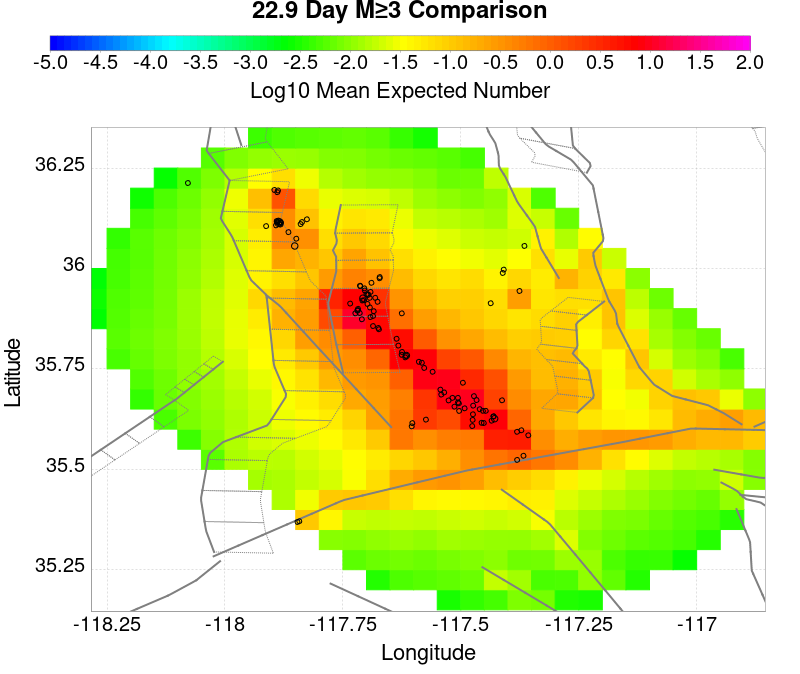 22.9 Day M≥3 Comparison
-5.0 -4.5 -4.0 -3.5 -3.0 -2.5 -2.0 -1.5 -1.0 -0.5 0.0 0.5 1.0 1.5 2.0
Log10 Mean Expected Number
36.25
36
35.75
35.5
35.25
Latitude
-118.25 -118 -117.75 -117.5 -117.25 -117
Longitude